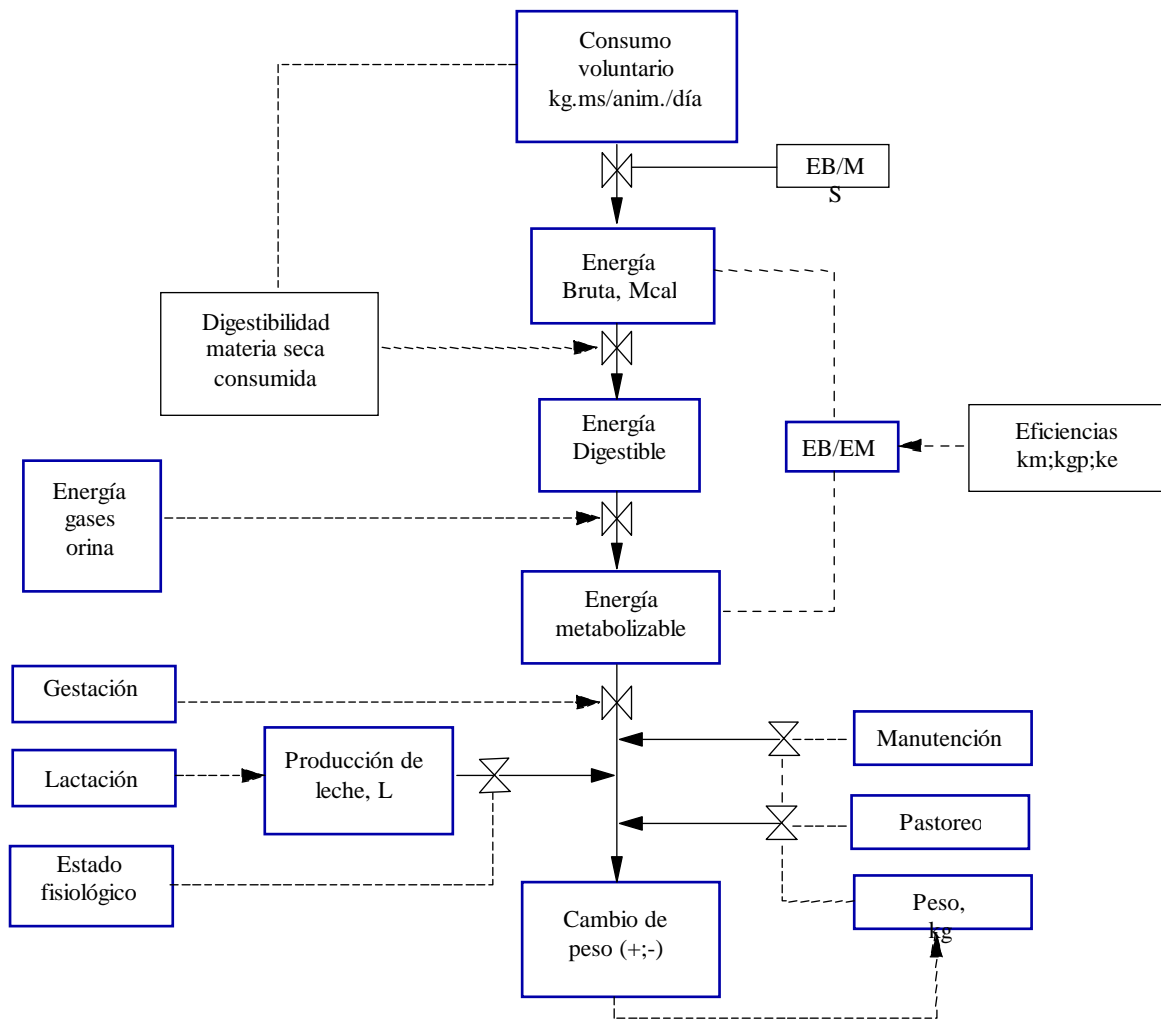 Consumo
voluntario
kg.ms/anim./día
EB/M
S
Energía
Bruta, Mcal
Digestibilidad
materia seca
consumida
Energía
Digestible
EB/EM
Eficiencias
km;kgp;ke
Energía
gases
orina
Energía
metabolizable
Gestación
Manutención
Lactación
Producción de
leche, L
Pastoreo
Estado
fisiológico
Cambio de
peso (+;-)
Peso,
kg